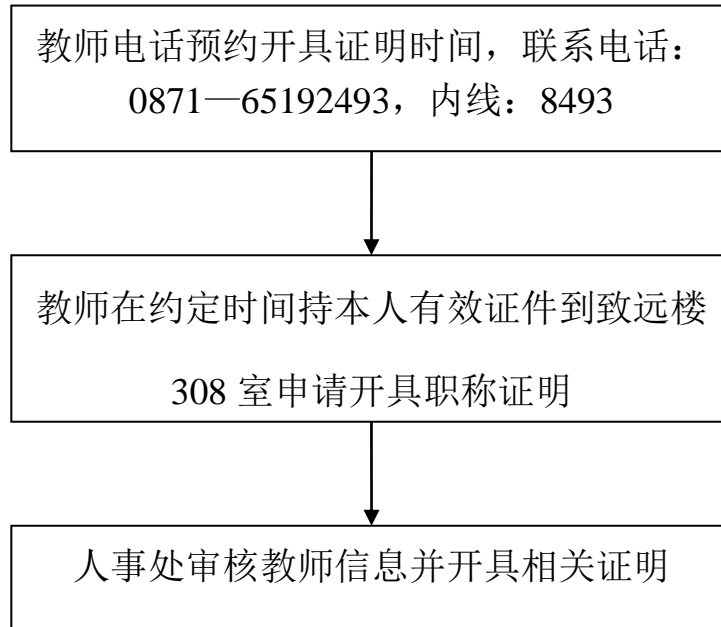 教师电话预约开具证明时间，联系电话：
0871—65192493，内线：8493
教师在约定时间持本人有效证件到致远楼
308 室申请开具职称证明
人事处审核教师信息并开具相关证明